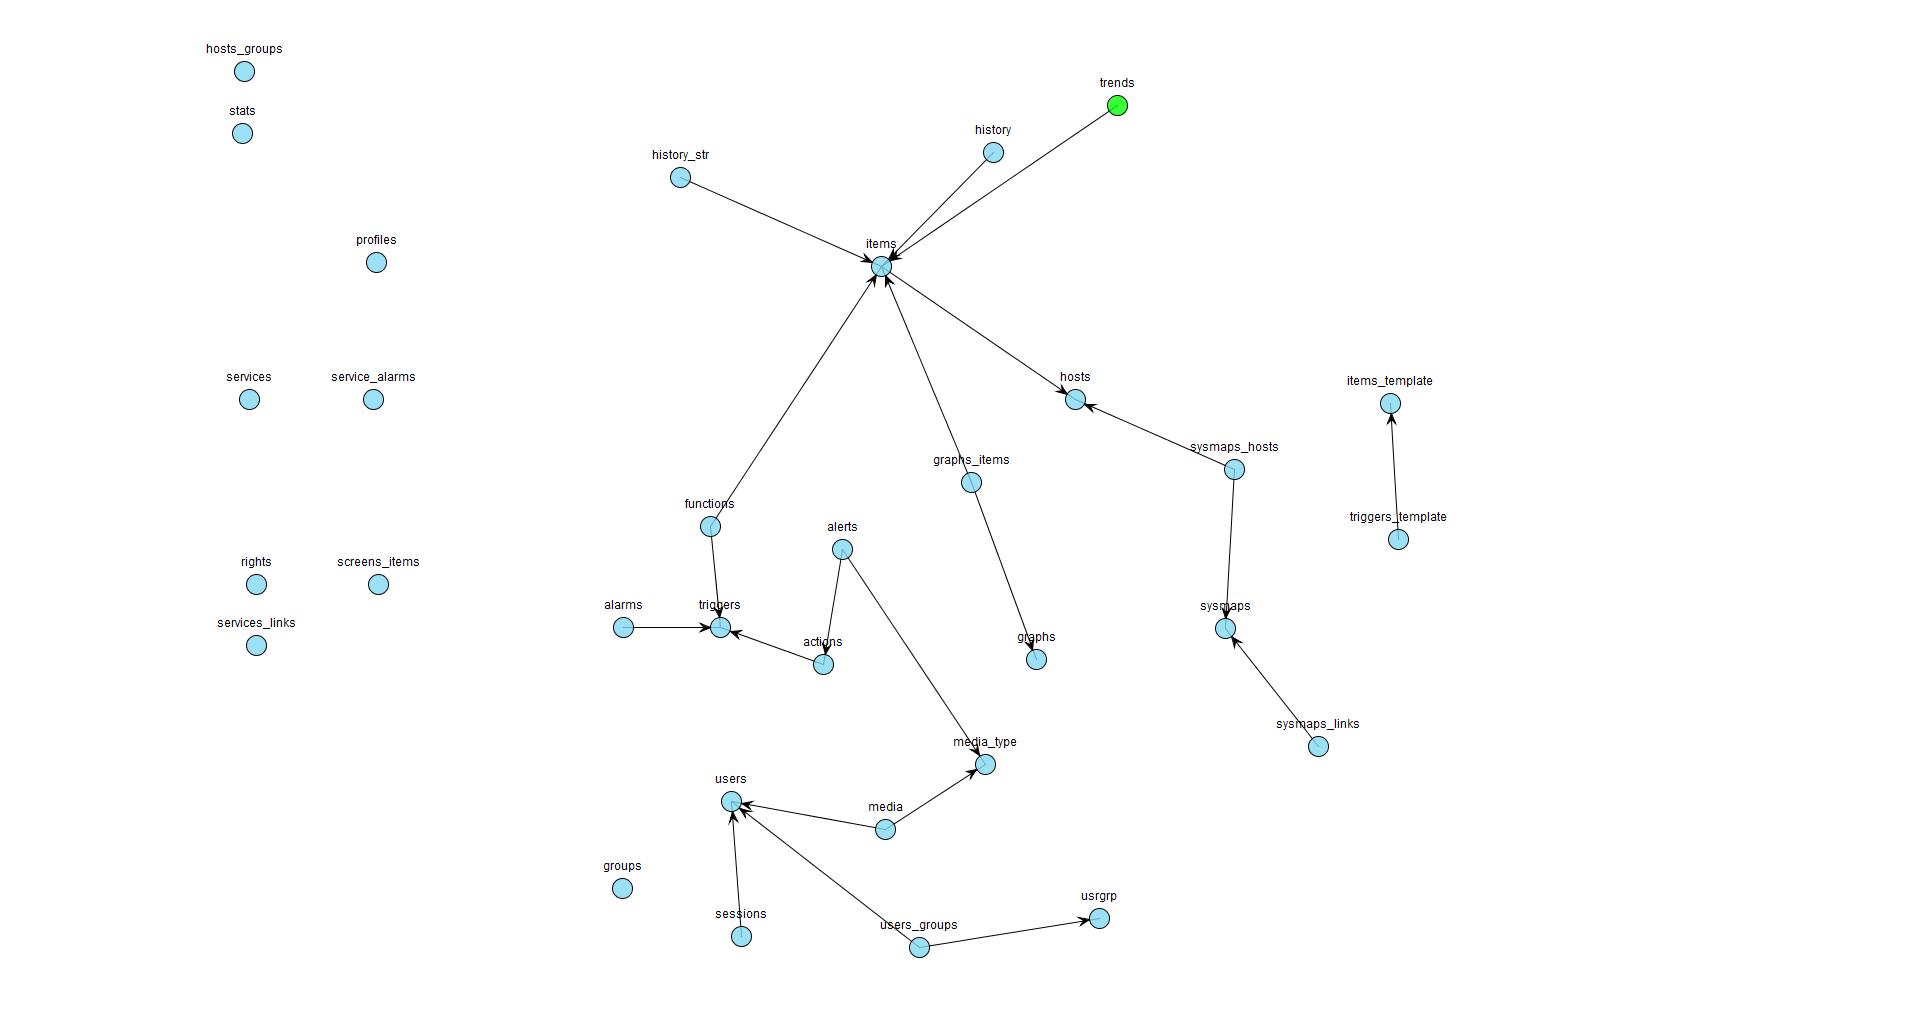 hosts_groups
stats
trends
history
history_str
profiles
items
services
service_alarms
hosts
items_template
sysmaps_hosts
graphs_items
functions
triggers_template
alerts
rights
screens_items
alarms
triggers
sysmaps
services_links
actions
graphs
sysmaps_links
media_type
users
media
groups
usrgrp
sessions
users_groups